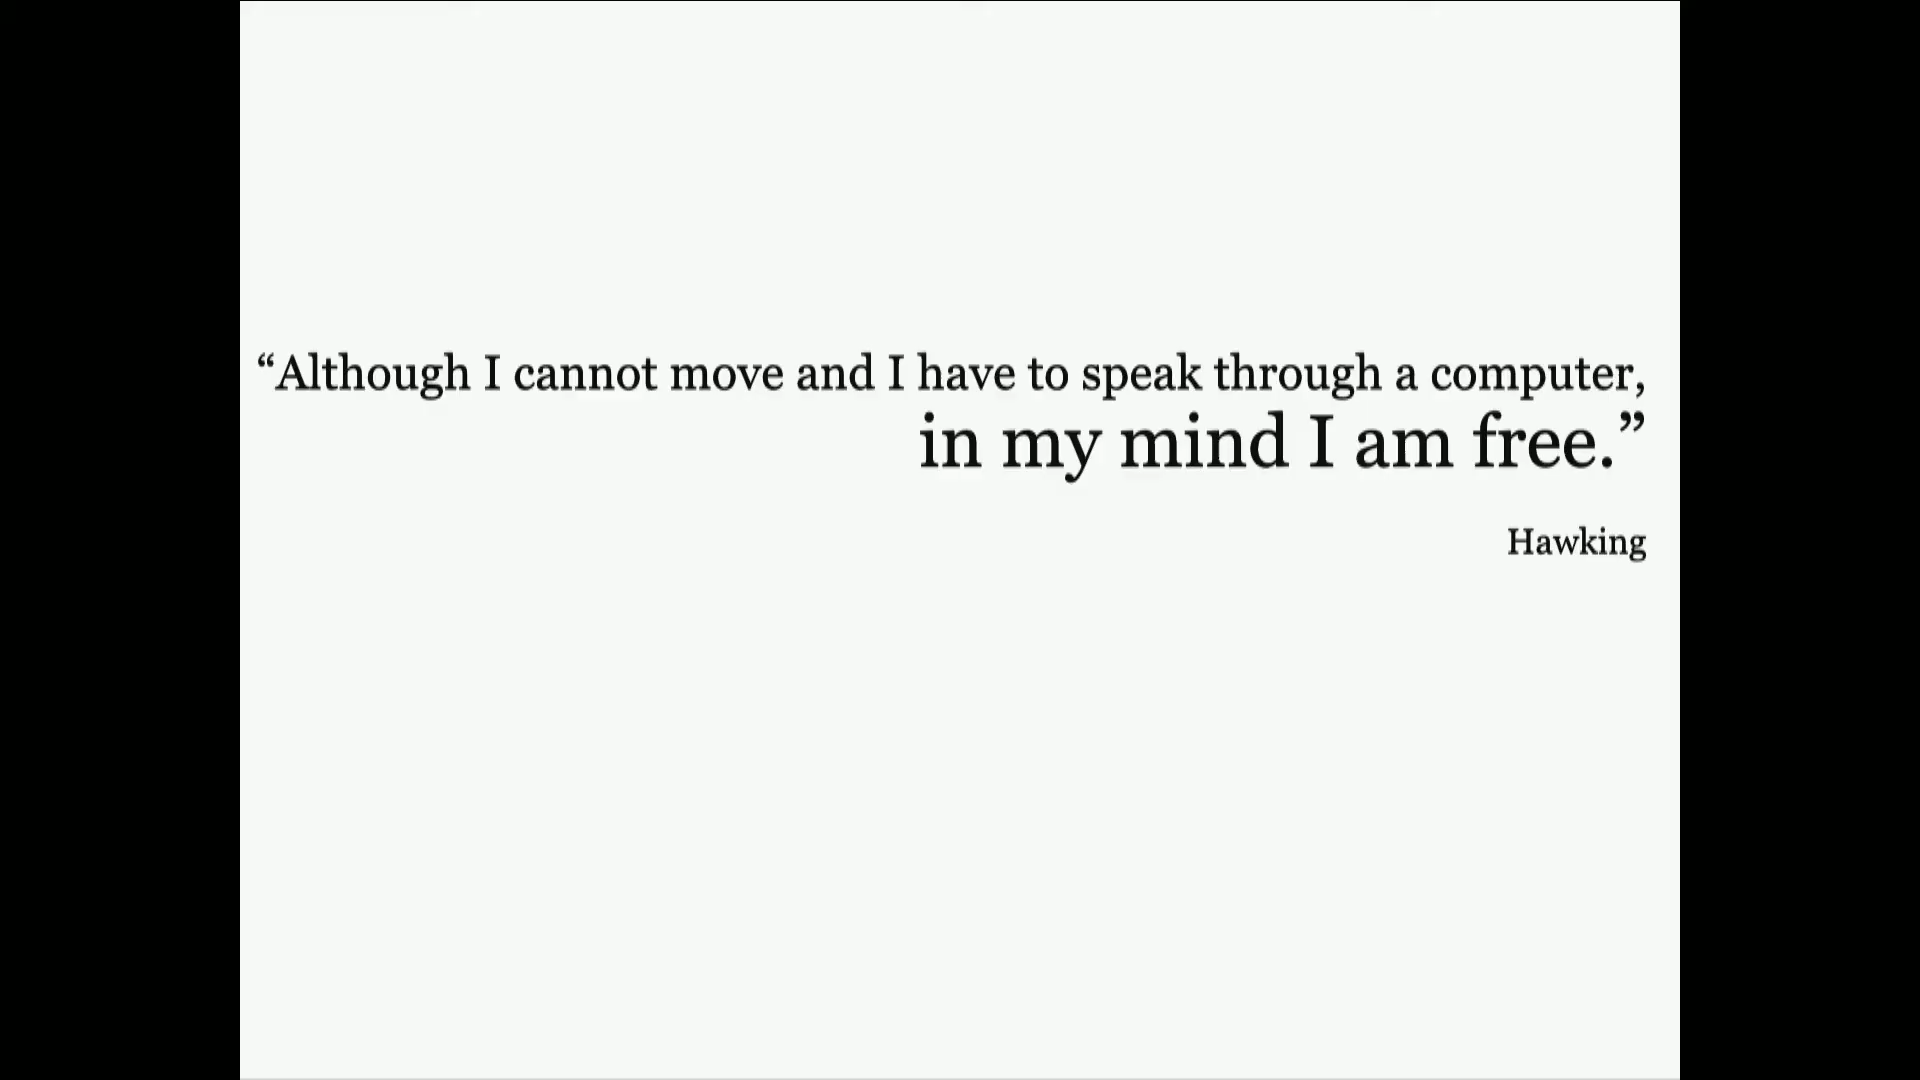 “Although I cannot move and I have to speak through a computer,
in my mind I am free.”
Hawking